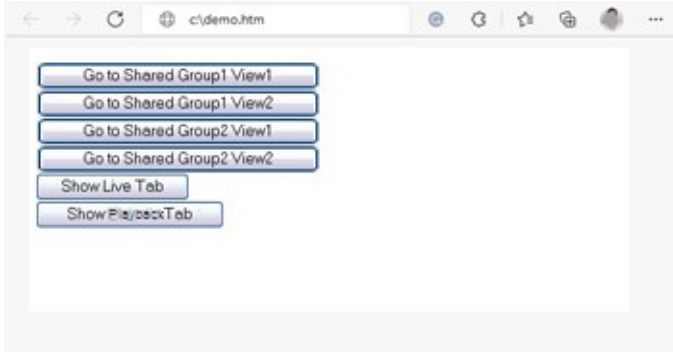 c:\demo.htm
Go to Shared Group1 View1
Go to Shared Group1 View2
Go to Shared Group2 View1
Go to Shared Group2 View2
Show Live Tab
Show Playback Tab